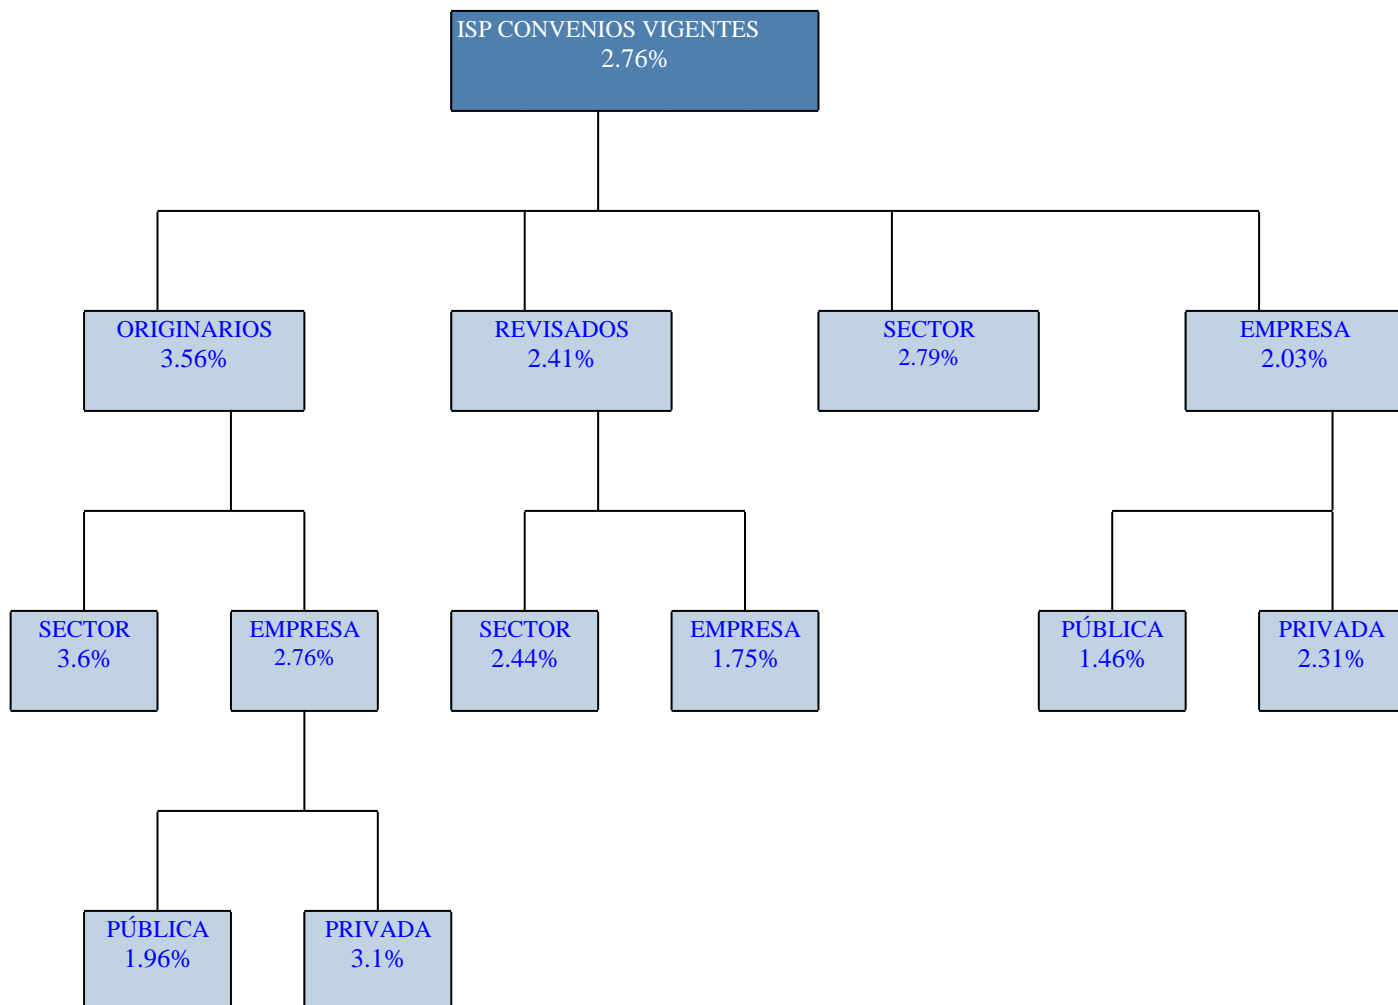 ISP CONVENIOS VIGENTES
2.76%
ORIGINARIOS
3.56%
REVISADOS
2.41%
SECTOR
2.79%
EMPRESA
2.03%
SECTOR
3.6%
EMPRESA
2.76%
SECTOR
2.44%
EMPRESA
1.75%
PÚBLICA
1.46%
PRIVADA
2.31%
PÚBLICA
1.96%
PRIVADA
3.1%